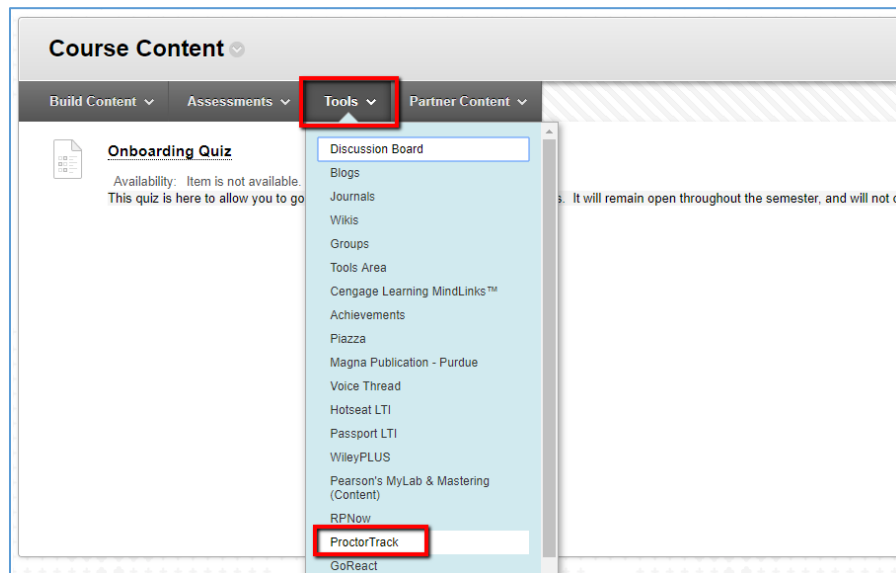 Course Content
Build Content
Assessments
Tools
Partner Content
Onboarding Quiz
Availability: Item is not available.
This quiz is here to allow you to go
s. It will remain open throughout the semester, and will not
Discussion Board
Blogs
Journals
Wikis
Groups
Tools Area
Cengage Learning MindLinks™
Achievements
Piazza
Magna Publication - Purdue
Voice Thread
Hotseat LTI
Passport LTI
WileyPLUS
Pearson's MyLab & Mastering
(Content)
RPNow
ProctorTrack
GoReact